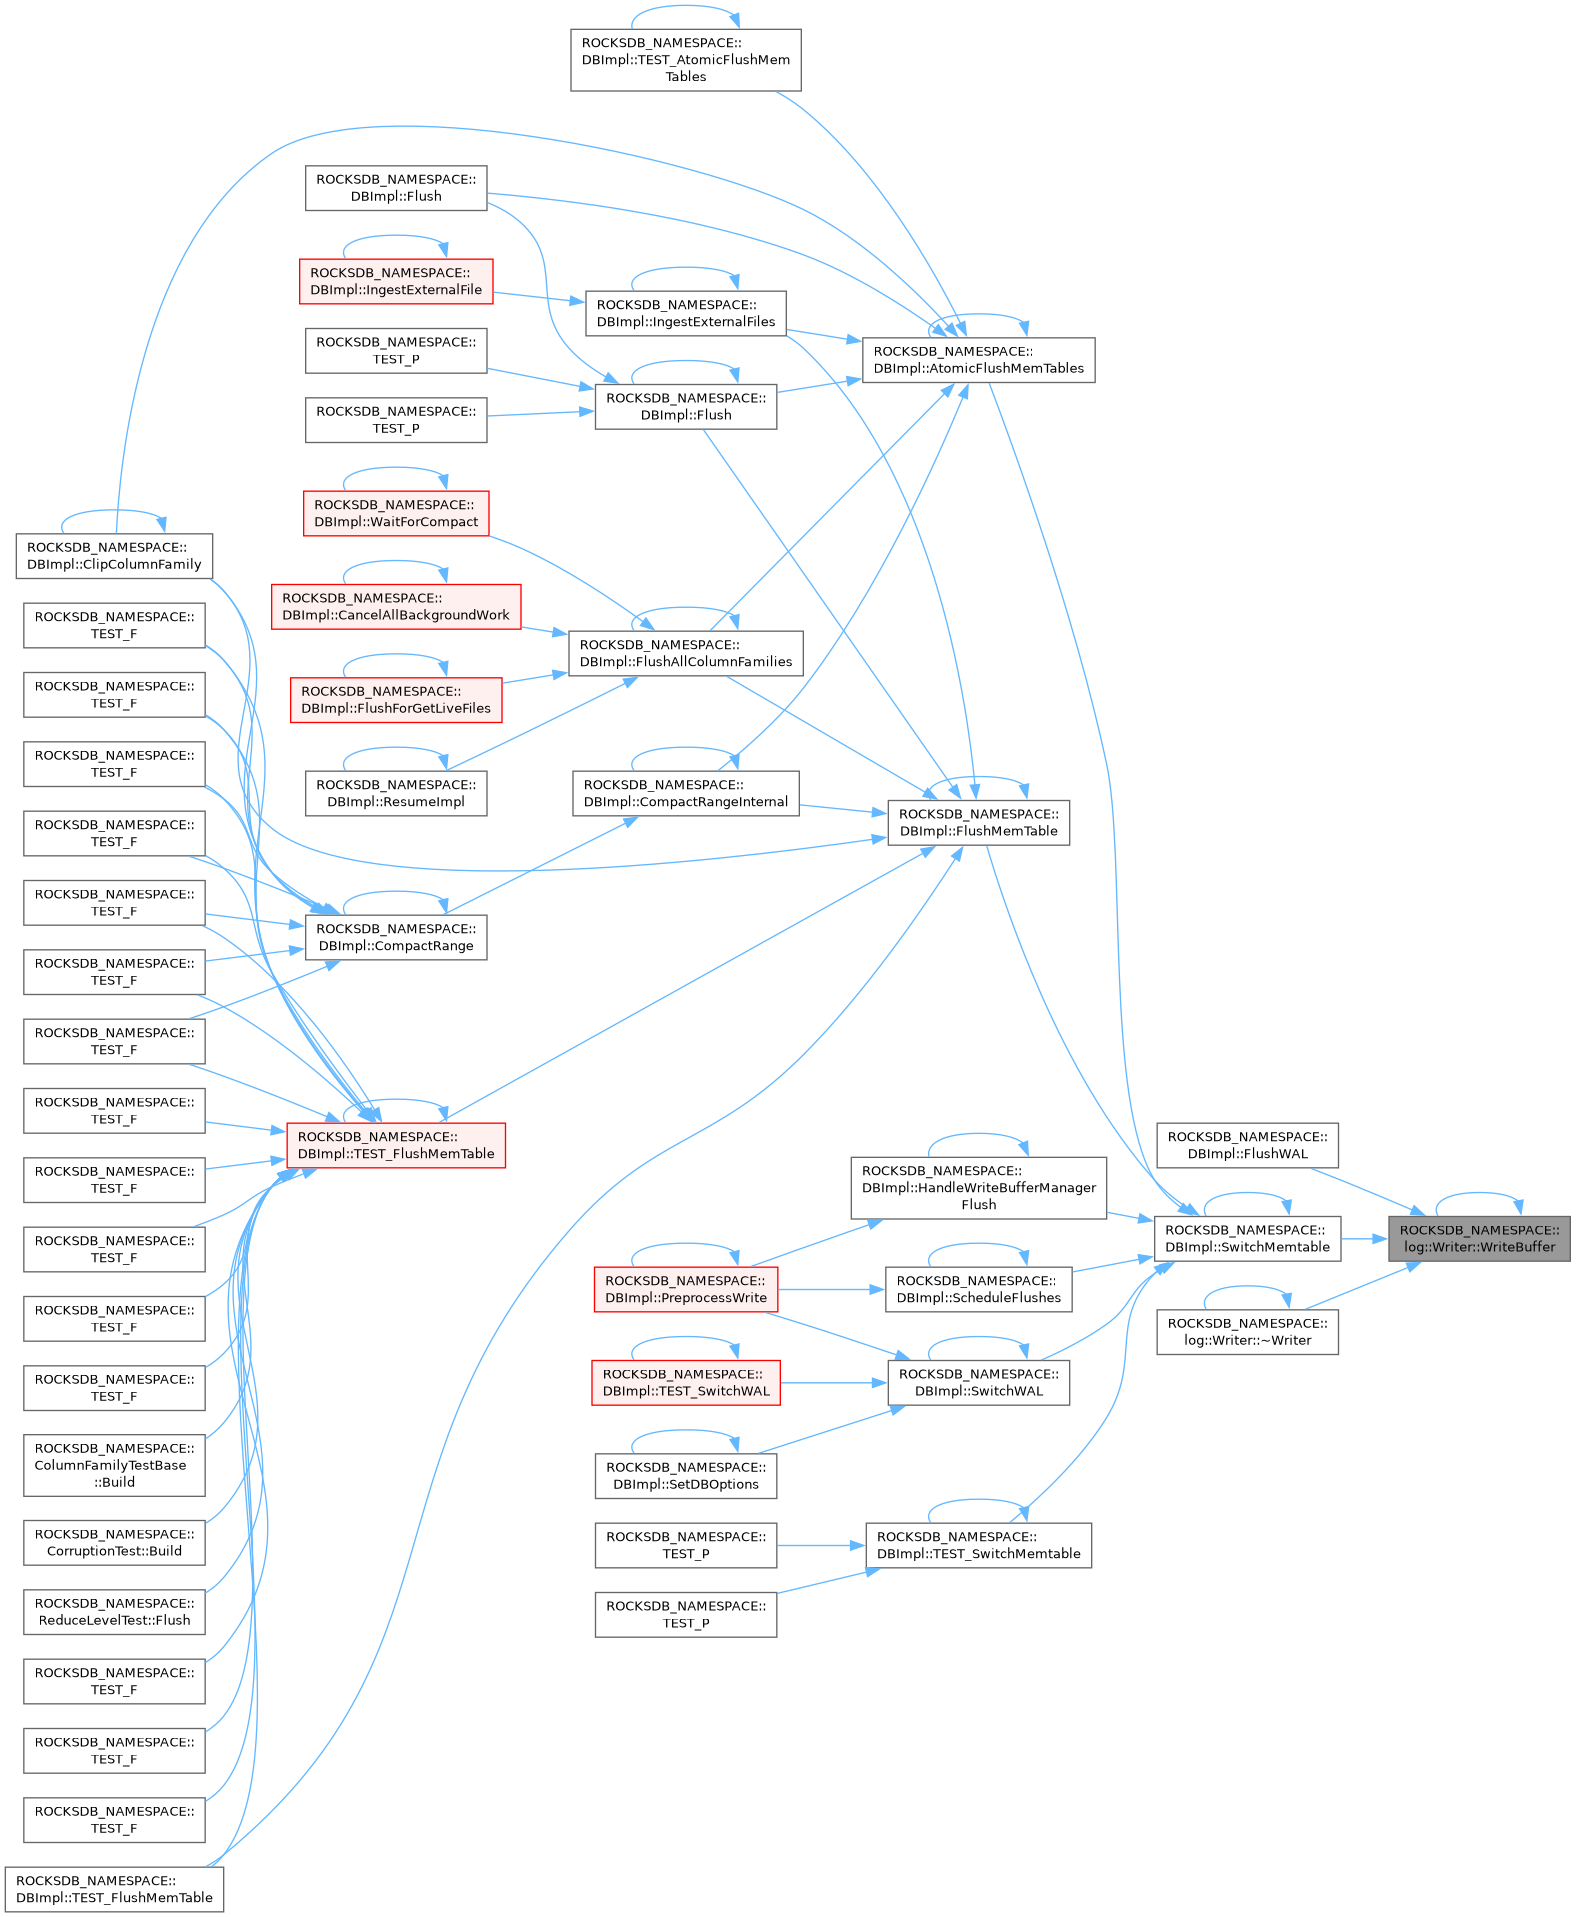 ROCKSDB_NAMESPACE::
DBImpl::TEST_AtomicFlushMem
Tables
ROCKSDB_NAMESPACE::
DBImpl::Flush
ROCKSDB_NAMESPACE::
DBImpl::IngestExternalFile
ROCKSDB_NAMESPACE::
DBImpl::IngestExternalFiles
ROCKSDB_NAMESPACE::
TEST_P
ROCKSDB_NAMESPACE::
DBImpl::AtomicFlushMemTables
ROCKSDB_NAMESPACE::
DBImpl::Flush
ROCKSDB_NAMESPACE::
TEST_P
ROCKSDB_NAMESPACE::
DBImpl::WaitForCompact
ROCKSDB_NAMESPACE::
DBImpl::ClipColumnFamily
ROCKSDB_NAMESPACE::
DBImpl::CancelAllBackgroundWork
ROCKSDB_NAMESPACE::
TEST_F
ROCKSDB_NAMESPACE::
DBImpl::FlushAllColumnFamilies
ROCKSDB_NAMESPACE::
TEST_F
ROCKSDB_NAMESPACE::
DBImpl::FlushForGetLiveFiles
ROCKSDB_NAMESPACE::
TEST_F
ROCKSDB_NAMESPACE::
DBImpl::ResumeImpl
ROCKSDB_NAMESPACE::
DBImpl::CompactRangeInternal
ROCKSDB_NAMESPACE::
DBImpl::FlushMemTable
ROCKSDB_NAMESPACE::
TEST_F
ROCKSDB_NAMESPACE::
TEST_F
ROCKSDB_NAMESPACE::
DBImpl::CompactRange
ROCKSDB_NAMESPACE::
TEST_F
ROCKSDB_NAMESPACE::
TEST_F
ROCKSDB_NAMESPACE::
TEST_F
ROCKSDB_NAMESPACE::
DBImpl::TEST_FlushMemTable
ROCKSDB_NAMESPACE::
DBImpl::FlushWAL
ROCKSDB_NAMESPACE::
TEST_F
ROCKSDB_NAMESPACE::
DBImpl::HandleWriteBufferManager
Flush
ROCKSDB_NAMESPACE::
DBImpl::SwitchMemtable
ROCKSDB_NAMESPACE::
log::Writer::WriteBuffer
ROCKSDB_NAMESPACE::
TEST_F
ROCKSDB_NAMESPACE::
DBImpl::PreprocessWrite
ROCKSDB_NAMESPACE::
DBImpl::ScheduleFlushes
ROCKSDB_NAMESPACE::
TEST_F
ROCKSDB_NAMESPACE::
log::Writer::~Writer
ROCKSDB_NAMESPACE::
TEST_F
ROCKSDB_NAMESPACE::
DBImpl::TEST_SwitchWAL
ROCKSDB_NAMESPACE::
DBImpl::SwitchWAL
ROCKSDB_NAMESPACE::
ColumnFamilyTestBase
::Build
ROCKSDB_NAMESPACE::
DBImpl::SetDBOptions
ROCKSDB_NAMESPACE::
CorruptionTest::Build
ROCKSDB_NAMESPACE::
TEST_P
ROCKSDB_NAMESPACE::
DBImpl::TEST_SwitchMemtable
ROCKSDB_NAMESPACE::
ReduceLevelTest::Flush
ROCKSDB_NAMESPACE::
TEST_P
ROCKSDB_NAMESPACE::
TEST_F
ROCKSDB_NAMESPACE::
TEST_F
ROCKSDB_NAMESPACE::
TEST_F
ROCKSDB_NAMESPACE::
DBImpl::TEST_FlushMemTable